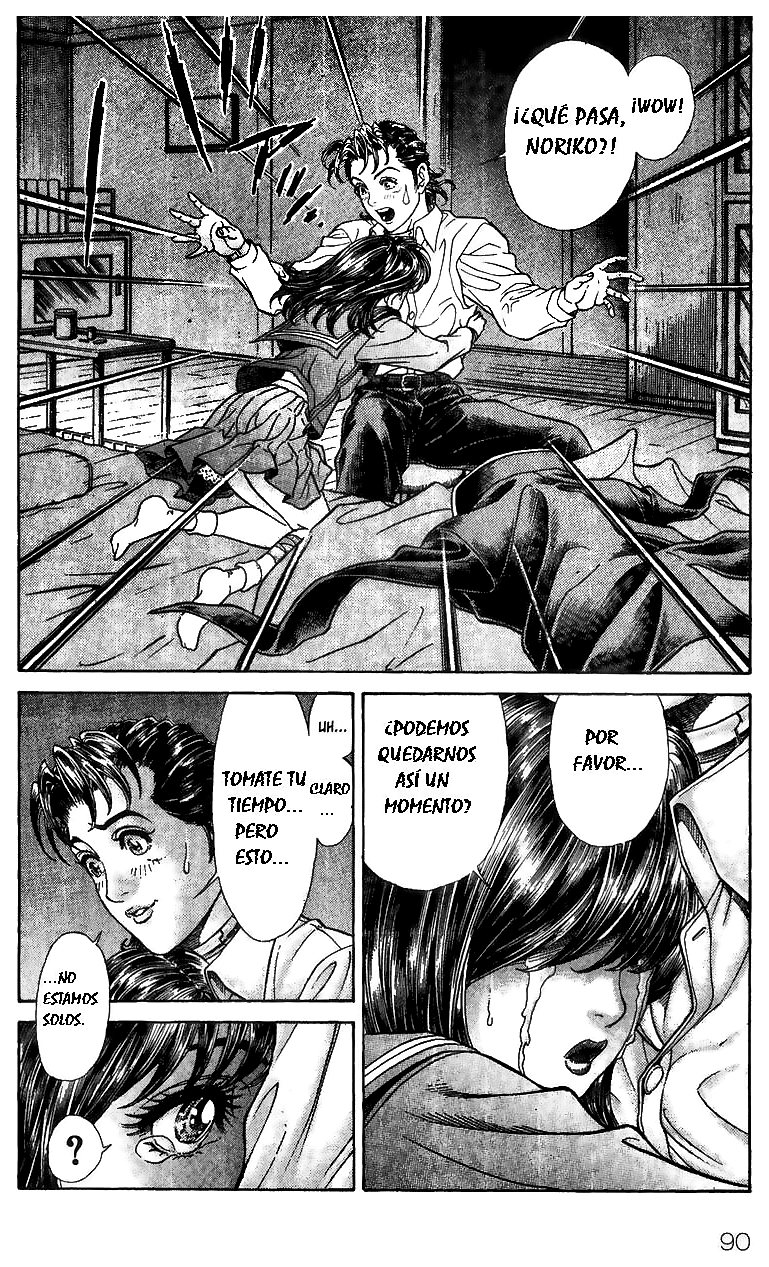 ¡WOW!
¡¿QUÉ PASA,
NORIKO?!
POR
FAVOR...
¿PODEMOS
QUEDARNOS
ASÍ UN
MOMENTO?
UH...
CLARO
...
TOMATE TU
TIEMPO...
PERO
ESTO...
...NO
ESTAMOS
SOLOS.
?
90